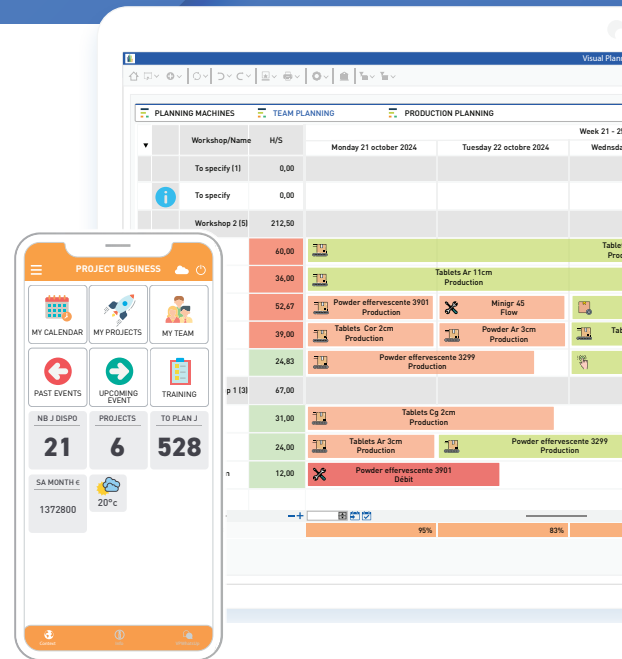 Visual Plan
PLANNING MACHINES
TEAM PLANNING
PRODUCTION PLANNING
Week 21 - 25
Workshop/Name
H/S
Monday 21 october 2024
Tuesday 22 octobre 2024
Wednsda
To specify (1)
0,00
To specify
0,00
Workshop 2 (5)
212,50
60,00
Tablet
Prod
36,00
Tablets Ar 11cm
Production
52,67
Powder effervescente 3901
Production
Minigr 45
Flow
39,00
Tablets Cor 2cm
Production
Powder Ar 3cm
Production
Tab
24,83
Powder effervescente 3299
Production
p 1 (3)
67,00
31,00
Tablets Cg 2cm
Production
24,00
Tablets Ar 3cm
Production
Powder effervescente 3299
Production
12,00
Powder effervescente 3901
Débit
95%
83%
PROJECT BUSINESS
MY CALENDAR
MY PROJECTS
MY TEAM
PAST EVENTS
UPCOMING
EVENT
TRAINING
NB J DISPO
PROJECTS
TO PLAN J
21
6
528
SA MONTH €
1372800
20°c